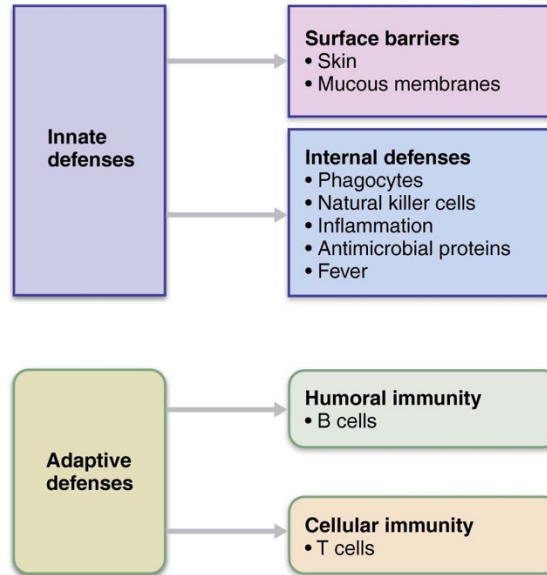 Innate
defenses
Surface barriers
• Skin
• Mucous membranes
Internal defenses
• Phagocytes
• Natural killer cells
• Inflammation
• Antimicrobial proteins
• Fever
Adaptive
defenses
Humoral immunity
• B cells
Cellular immunity
• T cells